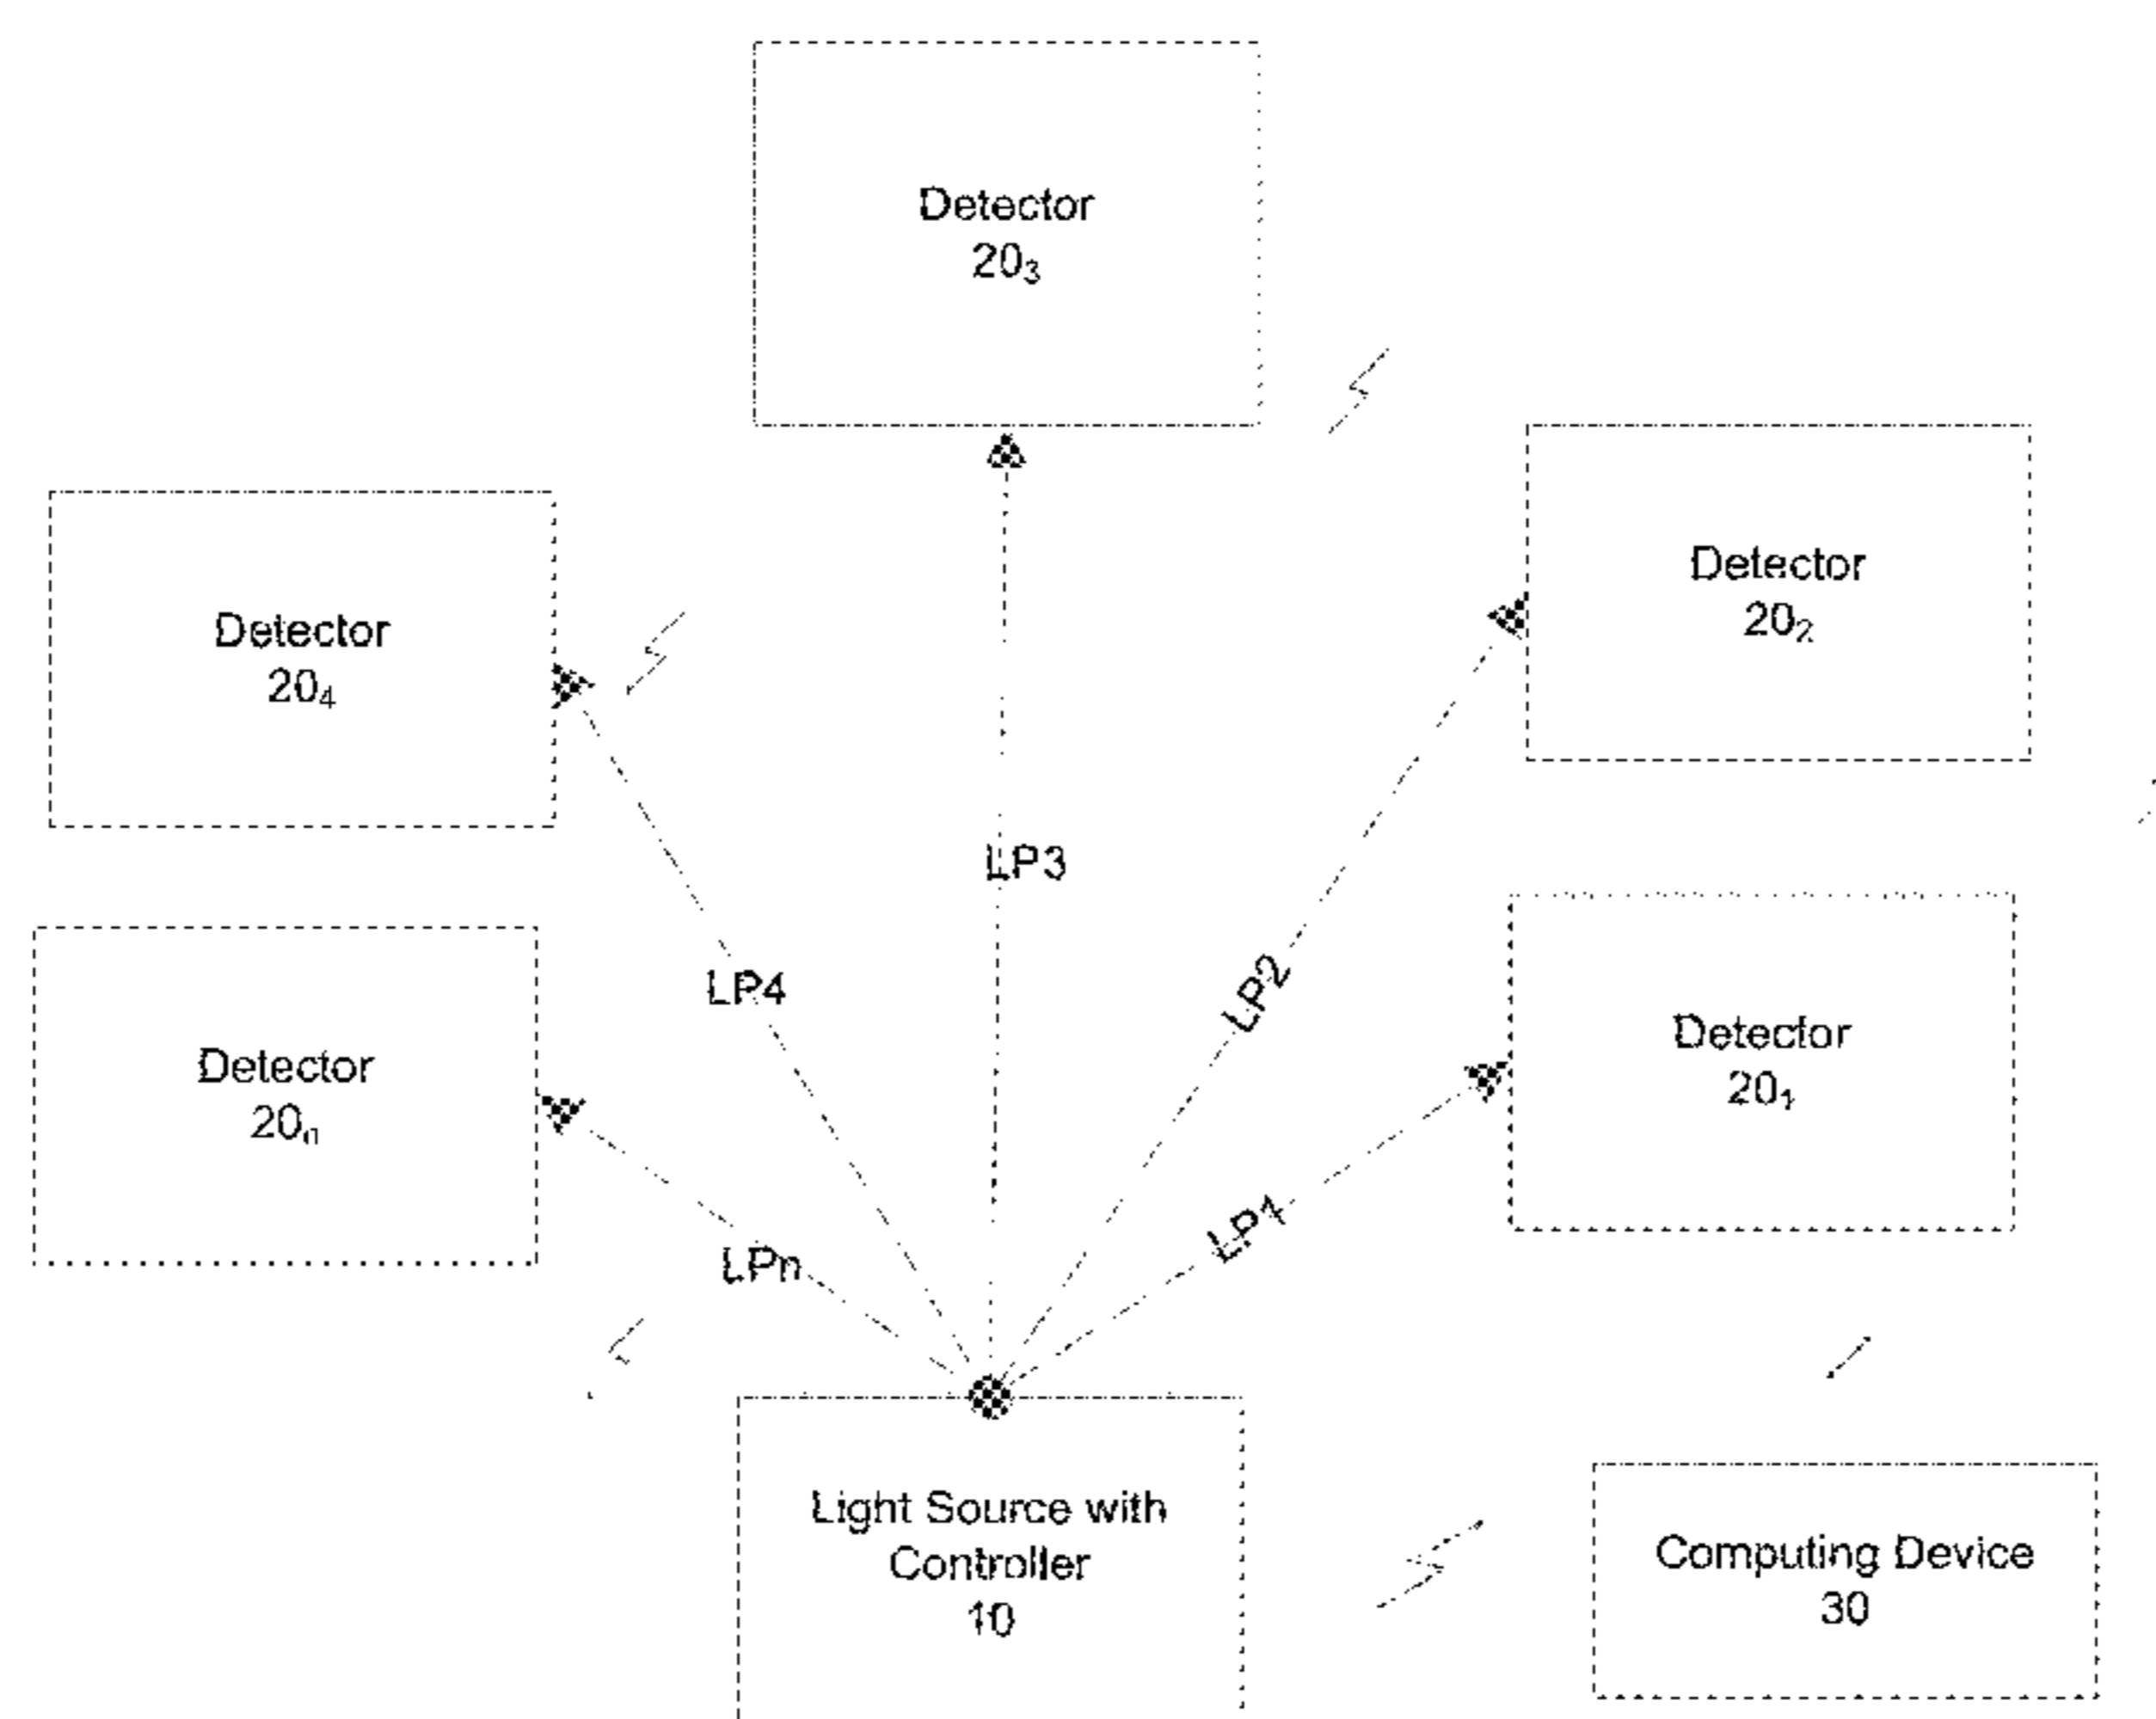 Detector
20₃
Detector
20₂
Detector
20₄
LP3
Detector
20₁
LP4
LP2
Detector
20ₙ
LP1
LPn
Light Source with
Controller
10
Computing Device
30